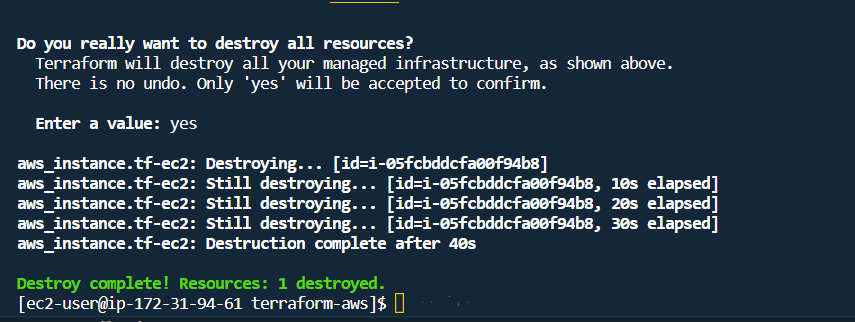 Do you really want to destroy all resources?
Terraform will destroy all your managed infrastructure, as shown above.
There is no undo. Only 'yes' will be accepted to confirm.
Enter a value: yes
aws_instance.tf-ec2: Destroying... [id=i-05fcbddcfa00f94b8]
aws_instance.tf-ec2: Still destroying... [id=i-05fcbddcfa00f94b8, 10s elapsed]
aws_instance.tf-ec2: Still destroying... [id=i-05fcbddcfa00f94b8, 20s elapsed]
aws_instance.tf-ec2: Still destroying... [id=i-05fcbddcfa00f94b8, 30s elapsed]
aws_instance.tf-ec2: Destruction complete after 40s
Destroy complete! Resources: 1 destroyed.
[ec2-user@ip-172-31-94-61 terraform-aws]$